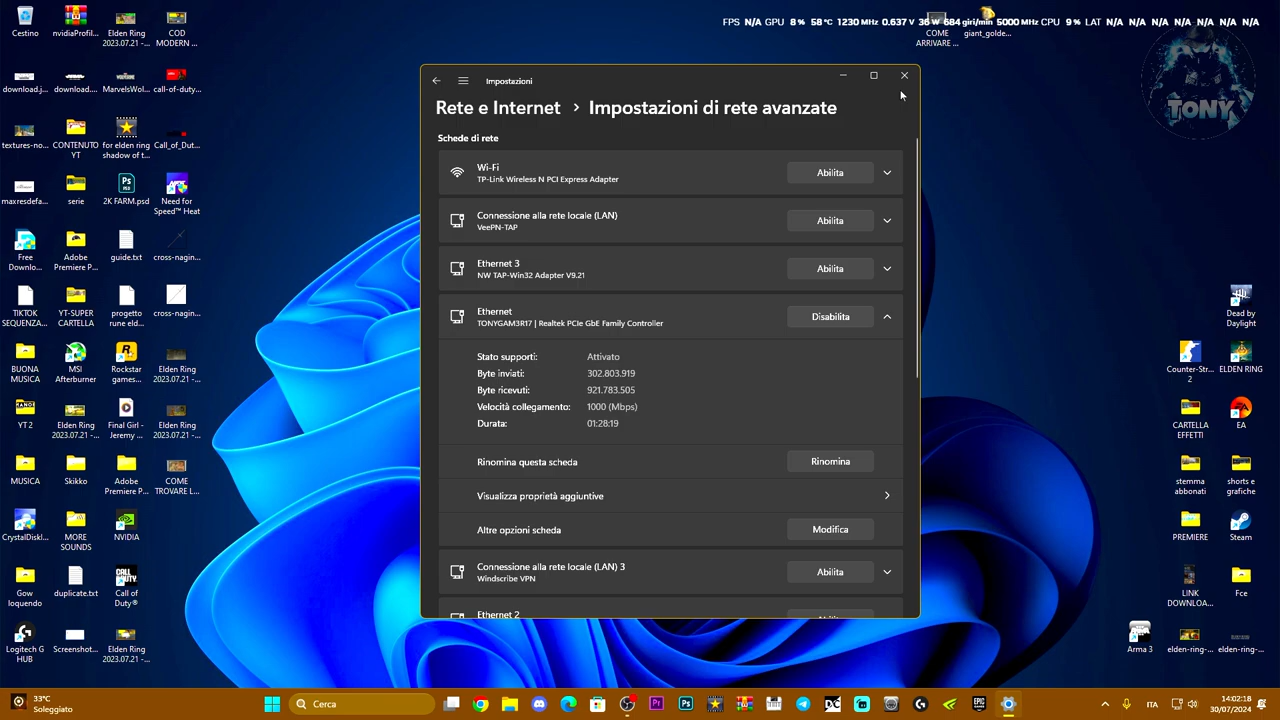 FPS N/A GPU 8 % 58 °C 1230 MHz 0.637 V 36 W 684 giri/min 5000 MHz CPU 9 % LAT N/A N/A N/A N/A N/A N/A N/A
Cestino
nvidiaProfil...
Elden Ring
2023.07.21 -...
COD
MODERN ...
COME
ARRIVARE ...
giant_golde...
TONY
download.j...
download....
MarvelsWol...
call-of-duty...
textures-no...
CONTENUTO
YT
for elden ring
shadow of t...
Call_of_Dut...
maxresdefa...
serie
2K FARM.psd
Need for
Speed™ Heat
Free
Downlo...
Adobe
Premiere P...
guide.txt
cross-nagin...
TIKTOK
SEQUENZA...
YT-SUPER
CARTELLA
progetto
rune eld...
cross-nagin...
BUONA
MUSICA
MSI
Afterburner
Rockstar
games...
Elden Ring
2023.07.21 -...
YT 2
Elden Ring
2023.07.21 -...
Final Girl -
Jeremy ...
Elden Ring
2023.07.21 -...
MUSICA
Skikko
Adobe
Premiere P...
COME
TROVARE L...
CrystalDiskI...
MORE
SOUNDS
NVIDIA
Gow
loquendo
duplicate.txt
Call of
Duty®
Logitech G
HUB
Screenshot...
Elden Ring
2023.07.21 -...
Impostazioni
Rete e Internet > Impostazioni di rete avanzate
Schede di rete
Wi-Fi
TP-Link Wireless N PCI Express Adapter
Abilita
Connessione alla rete locale (LAN)
VeePN-TAP
Abilita
Ethernet 3
NW TAP-Win32 Adapter V9.21
Abilita
Ethernet
TONYGAM3R17 | Realtek PCIe GbE Family Controller
Disabilita
Stato supporti: Attivato
Byte inviati: 302.803.919
Byte ricevuti: 921.783.505
Velocità collegamento: 1000 (Mbps)
Durata: 01:28:19
Rinomina questa scheda
Rinomina
Visualizza proprietà aggiuntive
Altre opzioni scheda
Modifica
Connessione alla rete locale (LAN) 3
Windscribe VPN
Abilita
Ethernet 2
Dead by
Daylight
Counter-Str...
2
ELDEN RING
CARTELLA
EFFETTI
EA
stemma
abbonati
shorts e
grafiche
PREMIERE
Steam
LINK
DOWNLOA...
Fce
Arma 3
elden-ring-...
elden-ring-...
33°C
Soleggiato
Cerca
ITA
14:02:18
30/07/2024